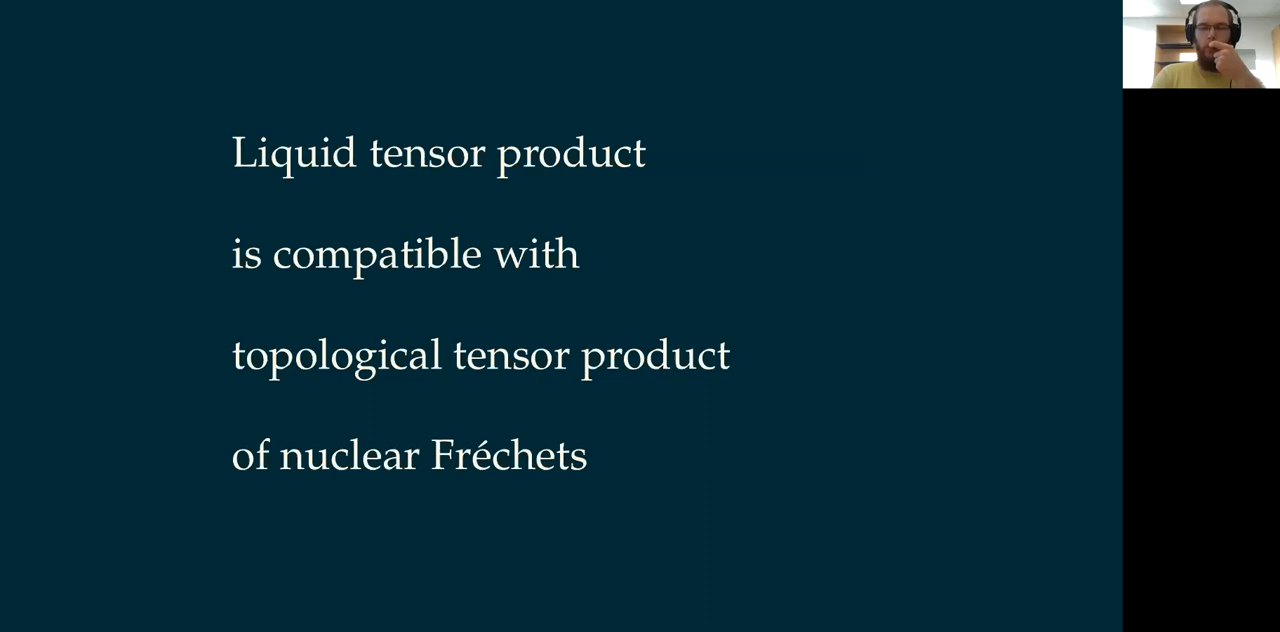 Liquid tensor product
is compatible with
topological tensor product
of nuclear Fréchets